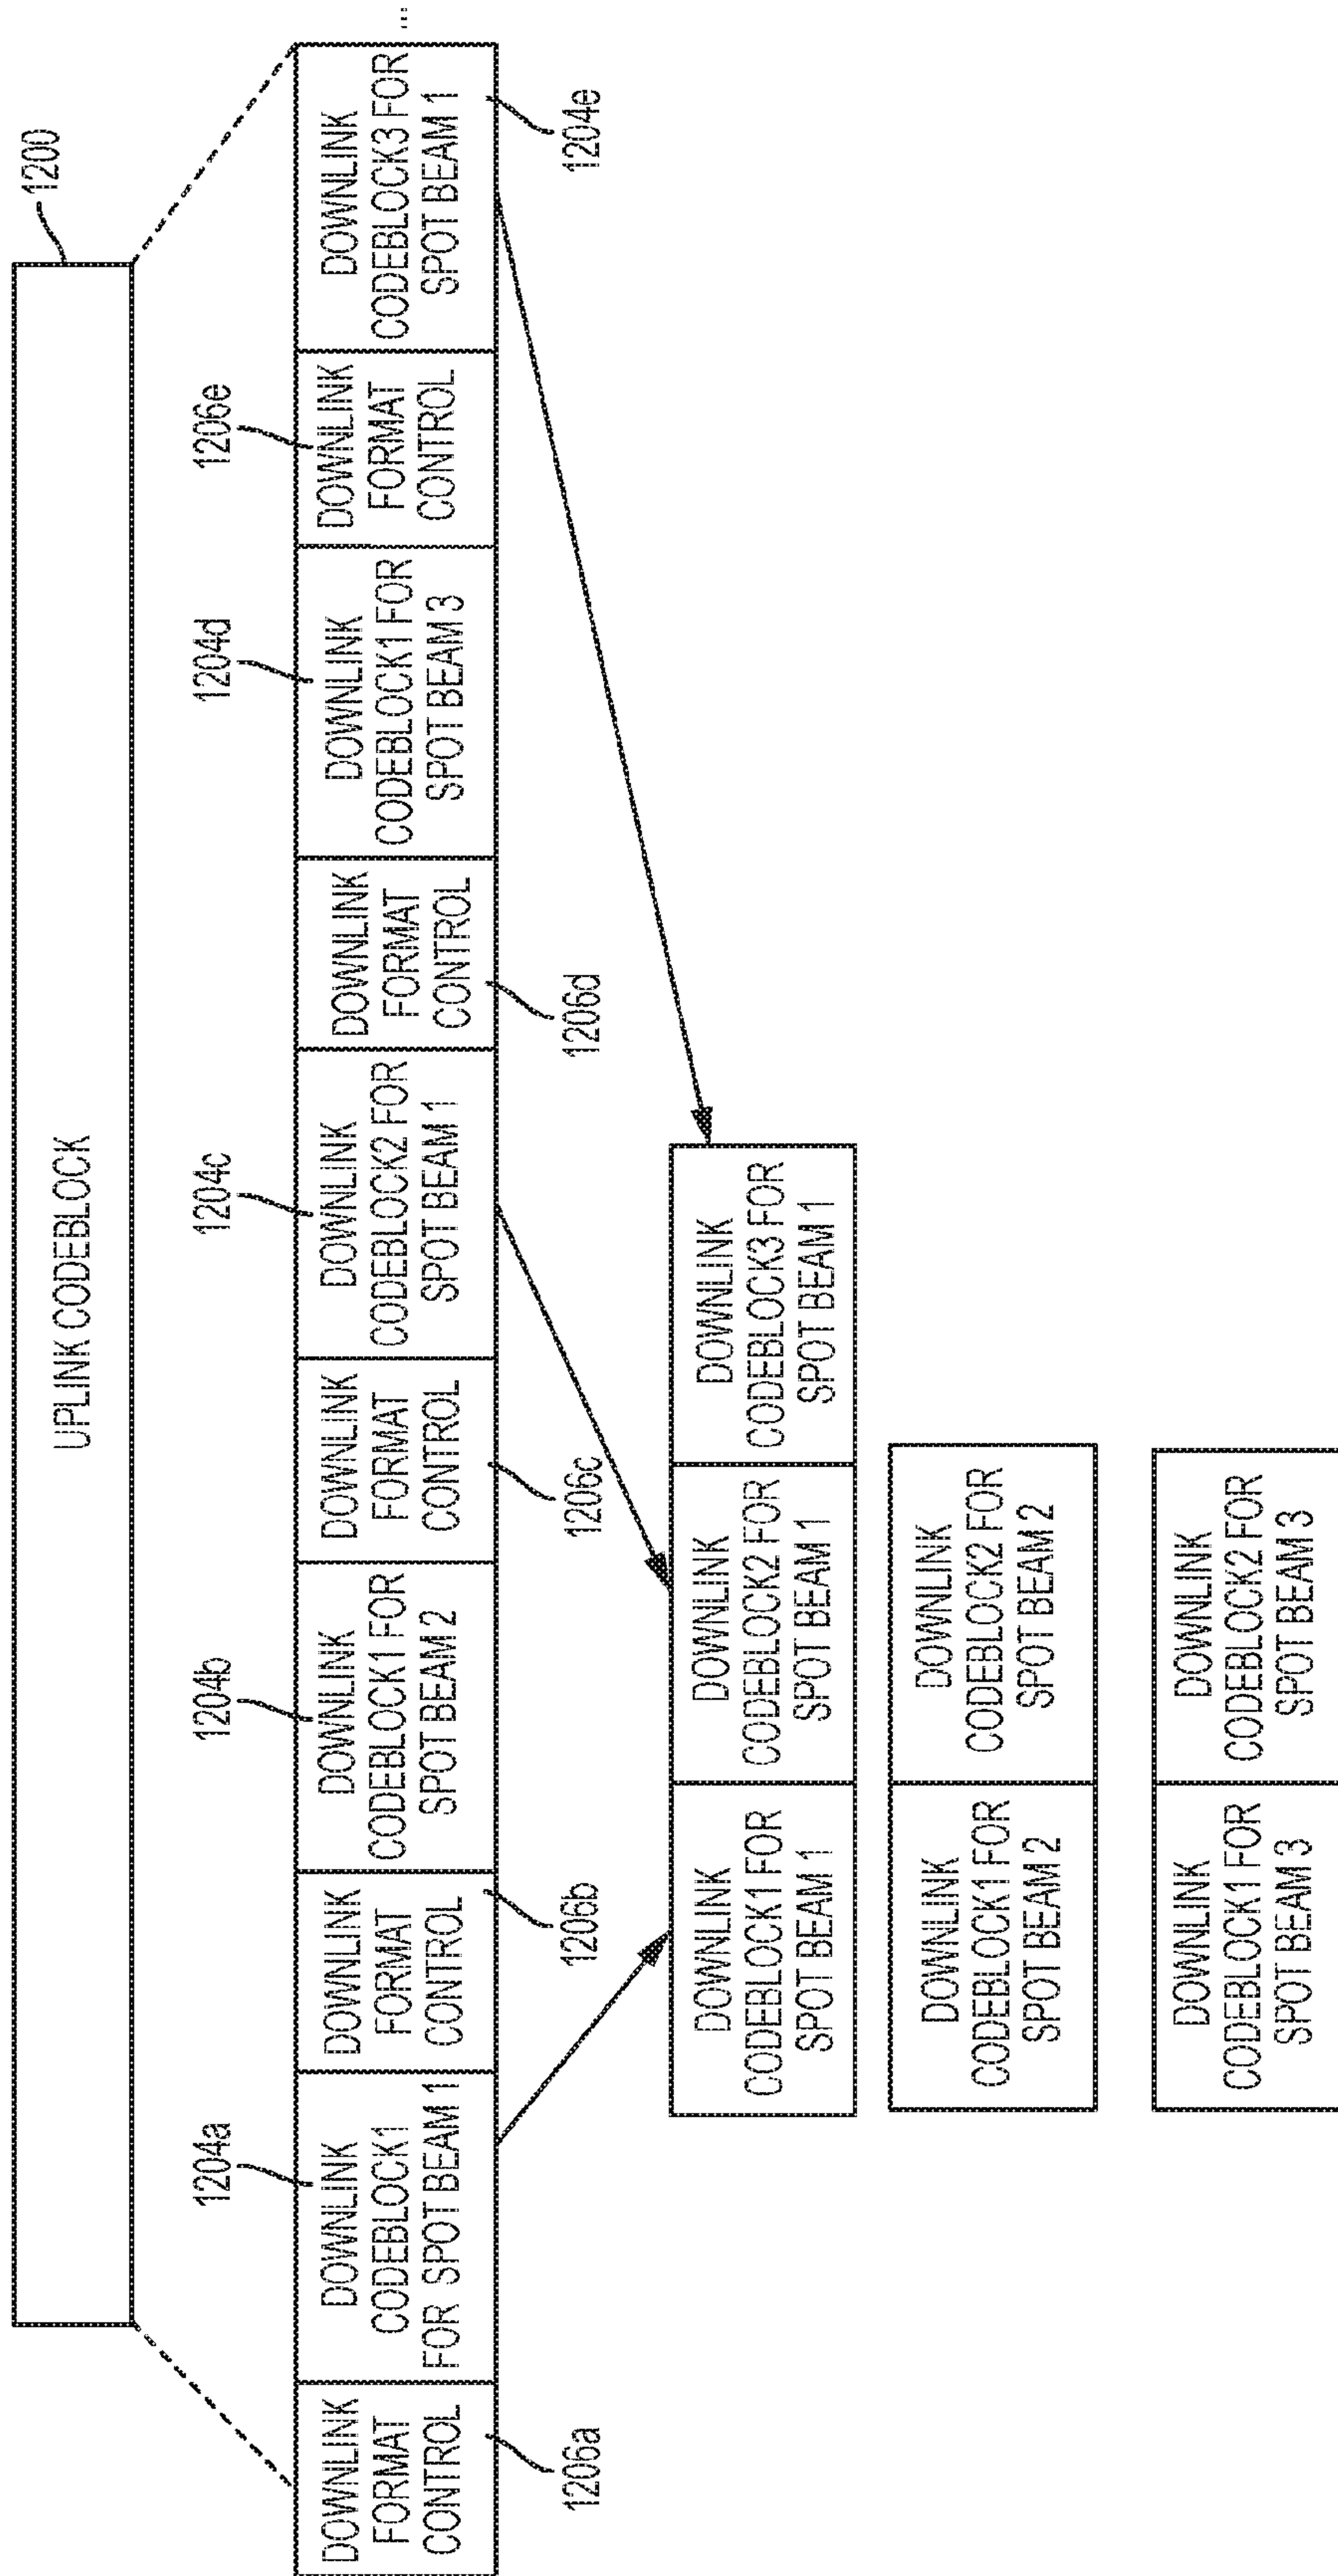 1200
UPLINK CODEBLOCK
1204a
1204b
1204c
1204d
1206e
DOWNLINK
FORMAT
CONTROL
DOWNLINK
CODEBLOCK1
FOR SPOT BEAM 1
DOWNLINK
FORMAT
CONTROL
DOWNLINK
CODEBLOCK1 FOR
SPOT BEAM 2
DOWNLINK
FORMAT
CONTROL
DOWNLINK
CODEBLOCK2 FOR
SPOT BEAM 1
DOWNLINK
FORMAT
CONTROL
DOWNLINK
CODEBLOCK1 FOR
SPOT BEAM 3
DOWNLINK
FORMAT
CONTROL
DOWNLINK
CODEBLOCK3 FOR
SPOT BEAM 1
...
1206a
1206b
1206c
1206d
1204e
DOWNLINK
CODEBLOCK1 FOR
SPOT BEAM 1
DOWNLINK
CODEBLOCK2 FOR
SPOT BEAM 1
DOWNLINK
CODEBLOCK3 FOR
SPOT BEAM 1
DOWNLINK
CODEBLOCK1 FOR
SPOT BEAM 2
DOWNLINK
CODEBLOCK2 FOR
SPOT BEAM 2
DOWNLINK
CODEBLOCK1 FOR
SPOT BEAM 3
DOWNLINK
CODEBLOCK2 FOR
SPOT BEAM 3